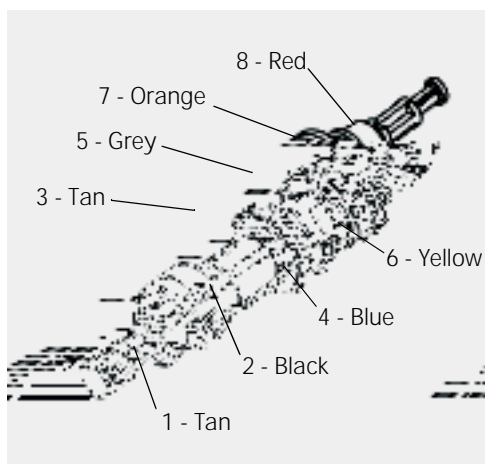 8 - Red
7 - Orange
5 - Grey
3 - Tan
6 - Yellow
4 - Blue
2 - Black
1 - Tan